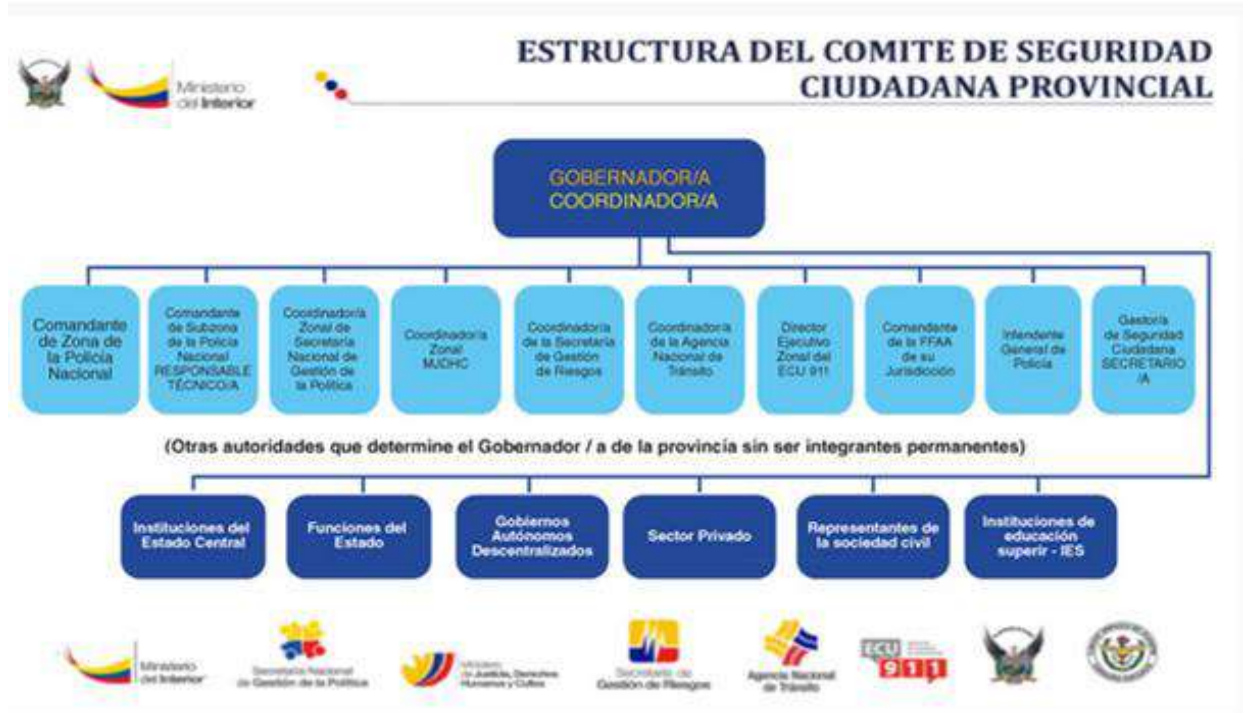 ESTRUCTURA DEL COMITE DE SEGURIDAD
CIUDADANA PROVINCIAL
Ministerio
del Interior
GOBERNADOR/A
COORDINADOR/A
Comandante
de Zona de
la Policía
Nacional
Comandante
de Subzona
de la Policía
Nacional
RESPONSABLE
TÉCNICO/A
Coordinador/a
Zonal de
Secretaría
Nacional de
Gestión de
la Política
Coordinador/a
Zonal
MJDHC
Coordinador/a
de la Secretaría
de Gestión
de Riesgos
Coordinador/a
de la Agencia
Nacional de
Tránsito
Director
Ejecutivo
Zonal del
ECU 911
Comandante
de la FFAA
de su
Jurisdicción
Intendente
General de
Policía
Gestor/a
de Seguridad
Ciudadana
SECRETARIO
/A
(Otras autoridades que determine el Gobernador / a de la provincia sin ser integrantes permanentes)
Instituciones del
Estado Central
Funciones del
Estado
Gobiernos
Autónomos
Descentralizados
Sector Privado
Representantes de
la sociedad civil
Instituciones de
educación
superir - IES
Ministerio
del Interior
Secretaría Nacional
de Gestión de la Política
Ministerio
de Justicia, Derechos
Humanos y Cultos
Secretaría de
Gestión de Riesgos
Agencia Nacional
de Tránsito
ECU
911